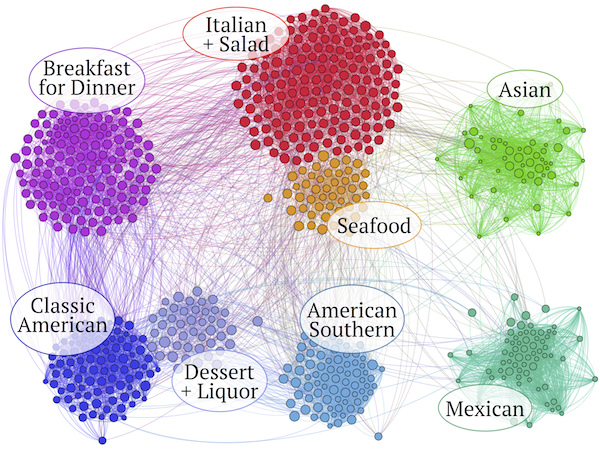 Italian
+ Salad
Breakfast
for Dinner
Asian
Seafood
Classic
American
American
Southern
Dessert
+ Liquor
Mexican